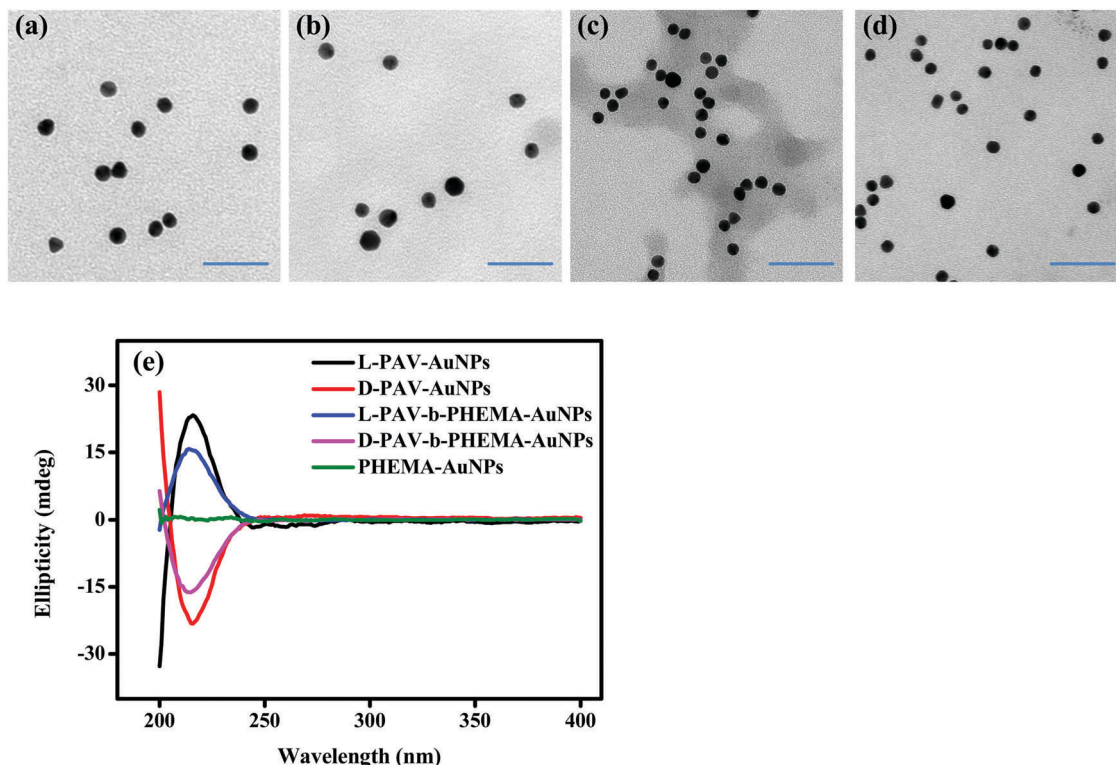 (a)
(b)
(c)
(d)
(e)
L-PAV-AuNPs
D-PAV-AuNPs
L-PAV-b-PHEMA-AuNPs
D-PAV-b-PHEMA-AuNPs
PHEMA-AuNPs
30
15
0
-15
-30
Ellipticity (mdeg)
200 250 300 350 400
Wavelength (nm)